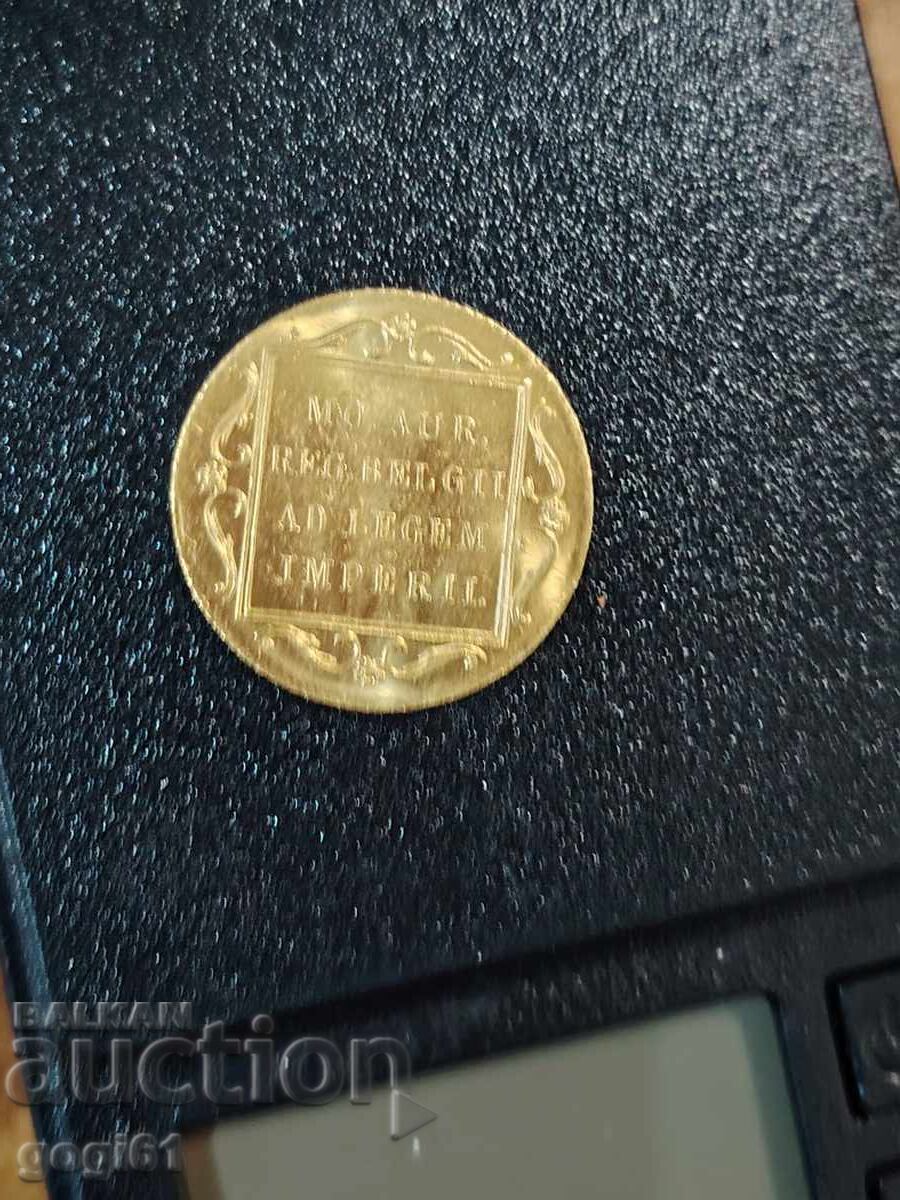 MO AUR.
REG.BELGII
AD LEGEM
IMPERII.
BALKAN
auction
gogi61